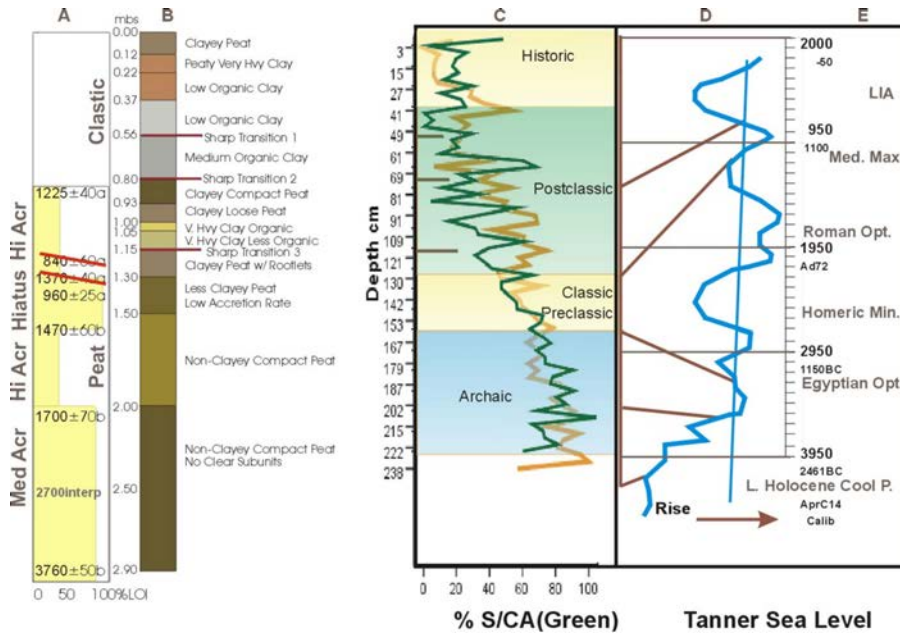 A
mbs
B
C
D
E
Clastic
Peat
Hi Acr
Hiatus
Hi Acr
Med Acr
1225 ±40a
840 ±60a
1370 ±40a
960 ±25a
1470 ±60b
1700 ±70b
2700interp
3760 ±50b
0 50 100%LOI
0.00
0.12
0.22
0.37
0.56
0.80
0.93
1.00
1.05
1.15
1.30
1.50
2.00
2.50
2.90
Clayey Peat
Peaty Very Hvy Clay
Low Organic Clay
Low Organic Clay
Sharp Transition 1
Medium Organic Clay
Sharp Transition 2
Clayey Compact Peat
Clayey Loose Peat
V. Hvy Clay Organic
V. Hvy Clay Less Organic
Sharp Transition 3
Clayey Peat w/ Rootlets
Less Clayey Peat
Low Accretion Rate
Non-Clayey Compact Peat
Non-Clayey Compact Peat
No Clear Subunits
Depth cm
3
15
27
41
49
61
69
81
91
109
121
130
142
153
167
179
187
202
215
222
238
Historic
Postclassic
Classic
Preclassic
Archaic
0 20 40 60 80 100
% S/CA(Green)
2000
-50
LIA
950
1100
Med. Max
Roman Opt.
1950
Ad72
Homeric Min.
2950
1150BC
Egyptian Opt
3950
2461BC
L. Holocene Cool P.
AprC14
Rise
Calib
Tanner Sea Level